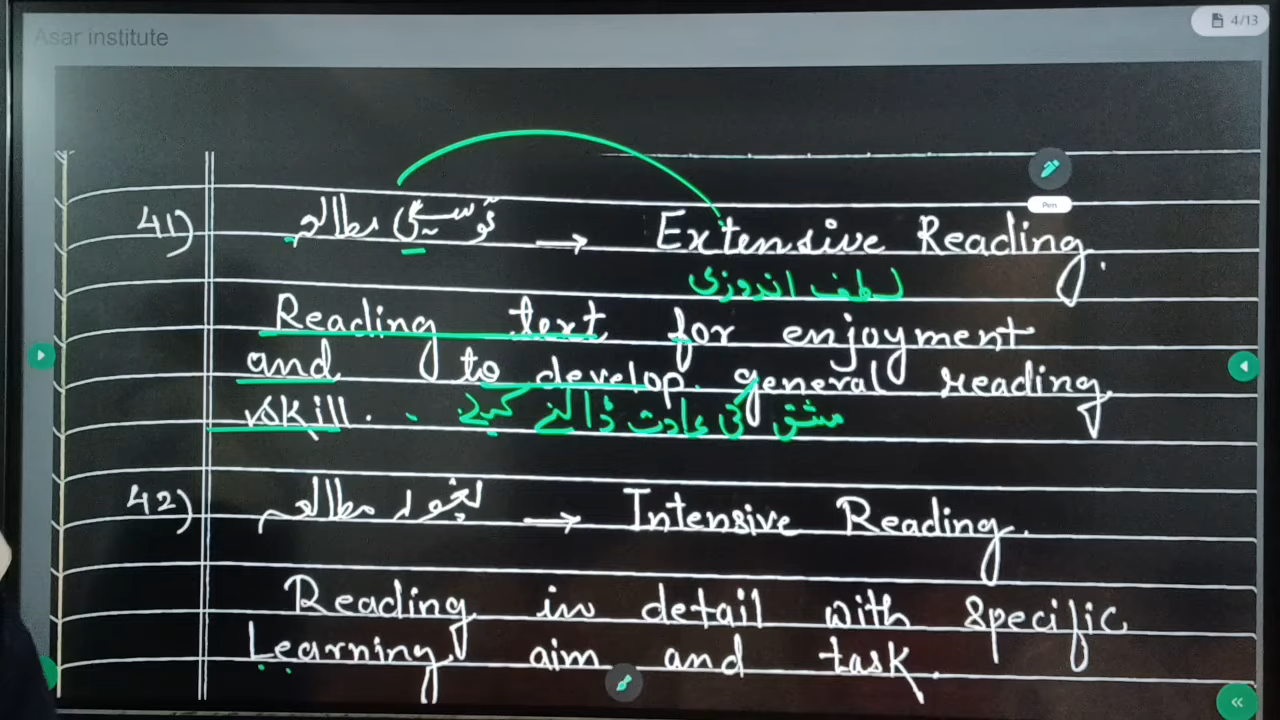 Asar institute
4/13
Pen
41) توسیعی مطالعہ → Extensive Reading.
لطف اندوزی
Reading text for enjoyment
and to develop general reading
skill.
مشق کی عادت ڈالنے کیلئے
42) بغور مطالعہ → Intensive Reading.
Reading in detail with specific
Learning aim and task.